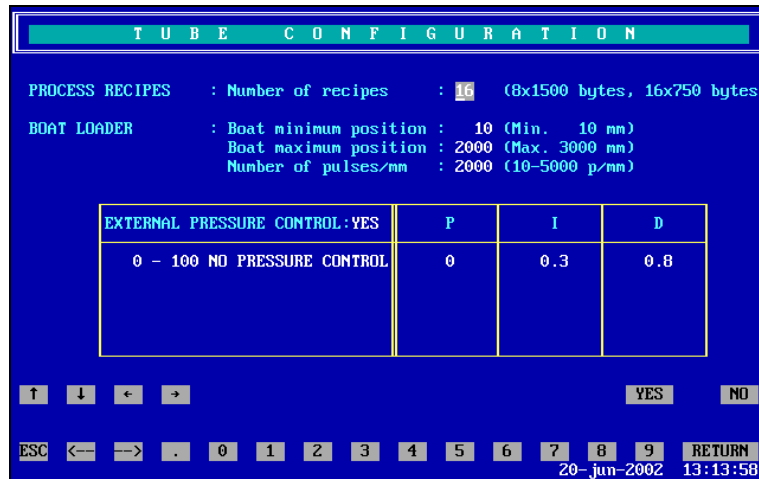 T U B E C O N F I G U R A T I O N
PROCESS RECIPES : Number of recipes : 16 (8x1500 bytes, 16x750 bytes
BOAT LOADER : Boat minimum position : 10 (Min. 10 mm)
Boat maximum position : 2000 (Max. 3000 mm)
Number of pulses/mm : 2000 (10-5000 p/mm)
EXTERNAL PRESSURE CONTROL:YES P I D
0 - 100 NO PRESSURE CONTROL 0 0.3 0.8
↑ ↓ ← → YES NO
ESC <-- --> . 0 1 2 3 4 5 6 7 8 9 RETURN
20-jun-2002 13:13:58